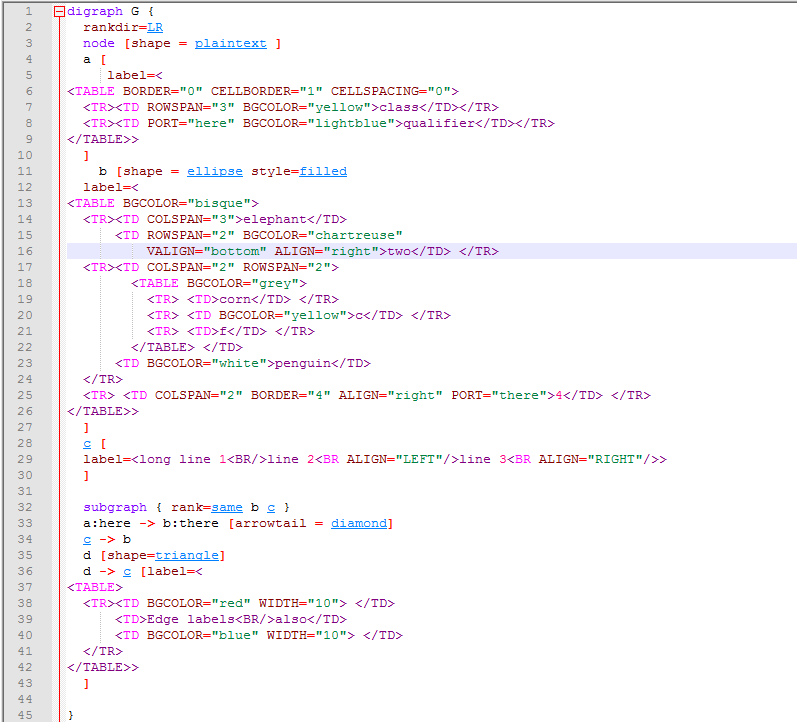 1 digraph G {
2 rankdir=LR
3 node [shape = plaintext ]
4 a [
5 label=<
6 <TABLE BORDER="0" CELLBORDER="1" CELLSPACING="0">
7 <TR><TD ROWSPAN="3" BGCOLOR="yellow">class</TD></TR>
8 <TR><TD PORT="here" BGCOLOR="lightblue">qualifier</TD></TR>
9 </TABLE>>
10 ]
11 b [shape = ellipse style=filled
12 label=<
13 <TABLE BGCOLOR="bisque">
14 <TR><TD COLSPAN="3">elephant</TD>
15 <TD ROWSPAN="2" BGCOLOR="chartreuse"
16 VALIGN="bottom" ALIGN="right">two</TD> </TR>
17 <TR><TD COLSPAN="2" ROWSPAN="2">
18 <TABLE BGCOLOR="grey">
19 <TR> <TD>corn</TD> </TR>
20 <TR> <TD BGCOLOR="yellow">c</TD> </TR>
21 <TR> <TD>f</TD> </TR>
22 </TABLE> </TD>
23 <TD BGCOLOR="white">penguin</TD>
24 </TR>
25 <TR> <TD COLSPAN="2" BORDER="4" ALIGN="right" PORT="there">4</TD> </TR>
26 </TABLE>>
27 ]
28 c [
29 label=<long line 1<BR/>line 2<BR ALIGN="LEFT"/>line 3<BR ALIGN="RIGHT"/>>
30 ]
31
32 subgraph { rank=same b c }
33 a:here -> b:there [arrowtail = diamond]
34 c -> b
35 d [shape=triangle]
36 d -> c [label=<
37 <TABLE>
38 <TR><TD BGCOLOR="red" WIDTH="10"> </TD>
39 <TD>Edge labels<BR/>also</TD>
40 <TD BGCOLOR="blue" WIDTH="10"> </TD>
41 </TR>
42 </TABLE>>
43 ]
44
45 }